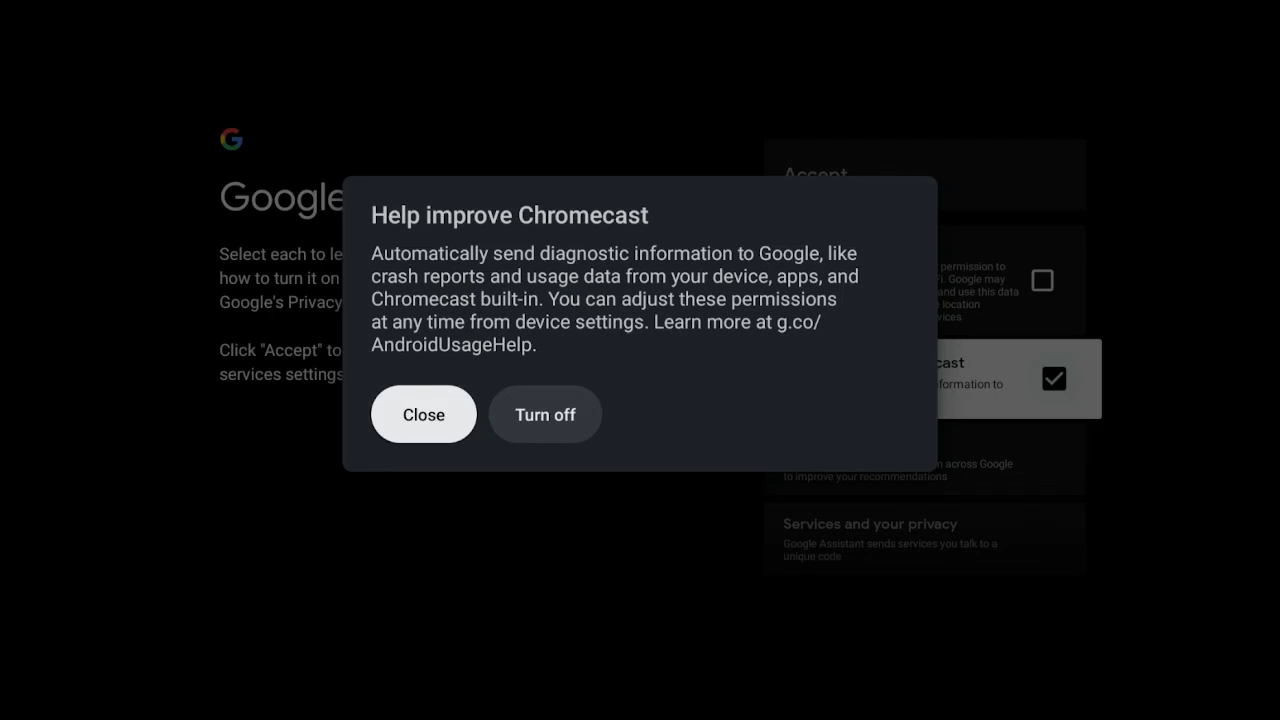 Google
Select each to le
how to turn it on
Google's Privacy
Click "Accept" to
services settings
Help improve Chromecast
Automatically send diagnostic information to Google, like
crash reports and usage data from your device, apps, and
Chromecast built-in. You can adjust these permissions
at any time from device settings. Learn more at g.co/
AndroidUsageHelp.
Close
Turn off
Accept
permission to
Google may
and use this data
location
cast
formation to
across Google
to improve your recommendations
Services and your privacy
Google Assistant sends services you talk to a
unique code